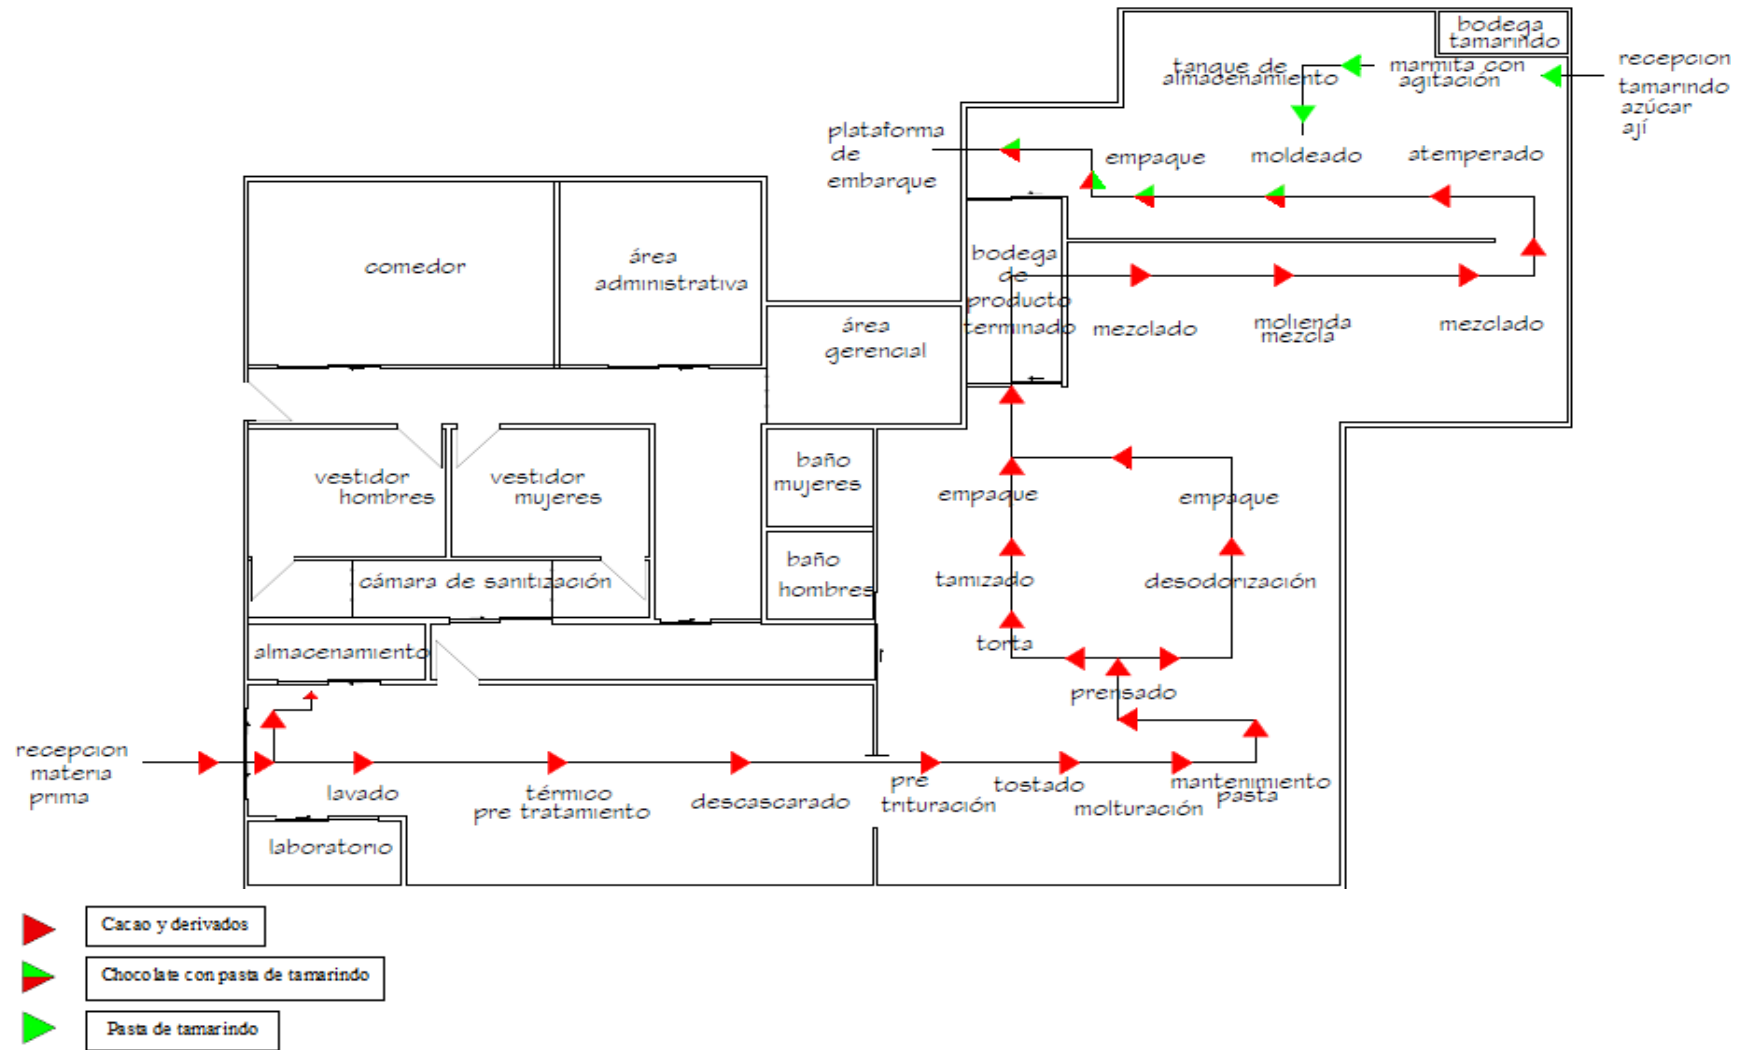 bodega
tamarindo
recepcion
tamarindo
azúcar
ají
tanque de
almacenamiento
marmita con
agitación
plataforma
de
embarque
empaque
moldeado
atemperado
comedor
área
administrativa
bodega
de
producto
terminado
mezclado
molienda
mezcla
mezclado
área
gerencial
vestidor
hombres
vestidor
mujeres
baño
mujeres
empaque
empaque
baño
hombres
cámara de sanitización
tamizado
desodorización
almacenamiento
torta
prensado
recepcion
materia
prima
lavado
térmico
pre tratamiento
descascarado
pre
trituración
tostado
molturación
mantenimiento
pasta
laboratorio
Cacao y derivados
Chocolate con pasta de tamarindo
Pasta de tamarindo